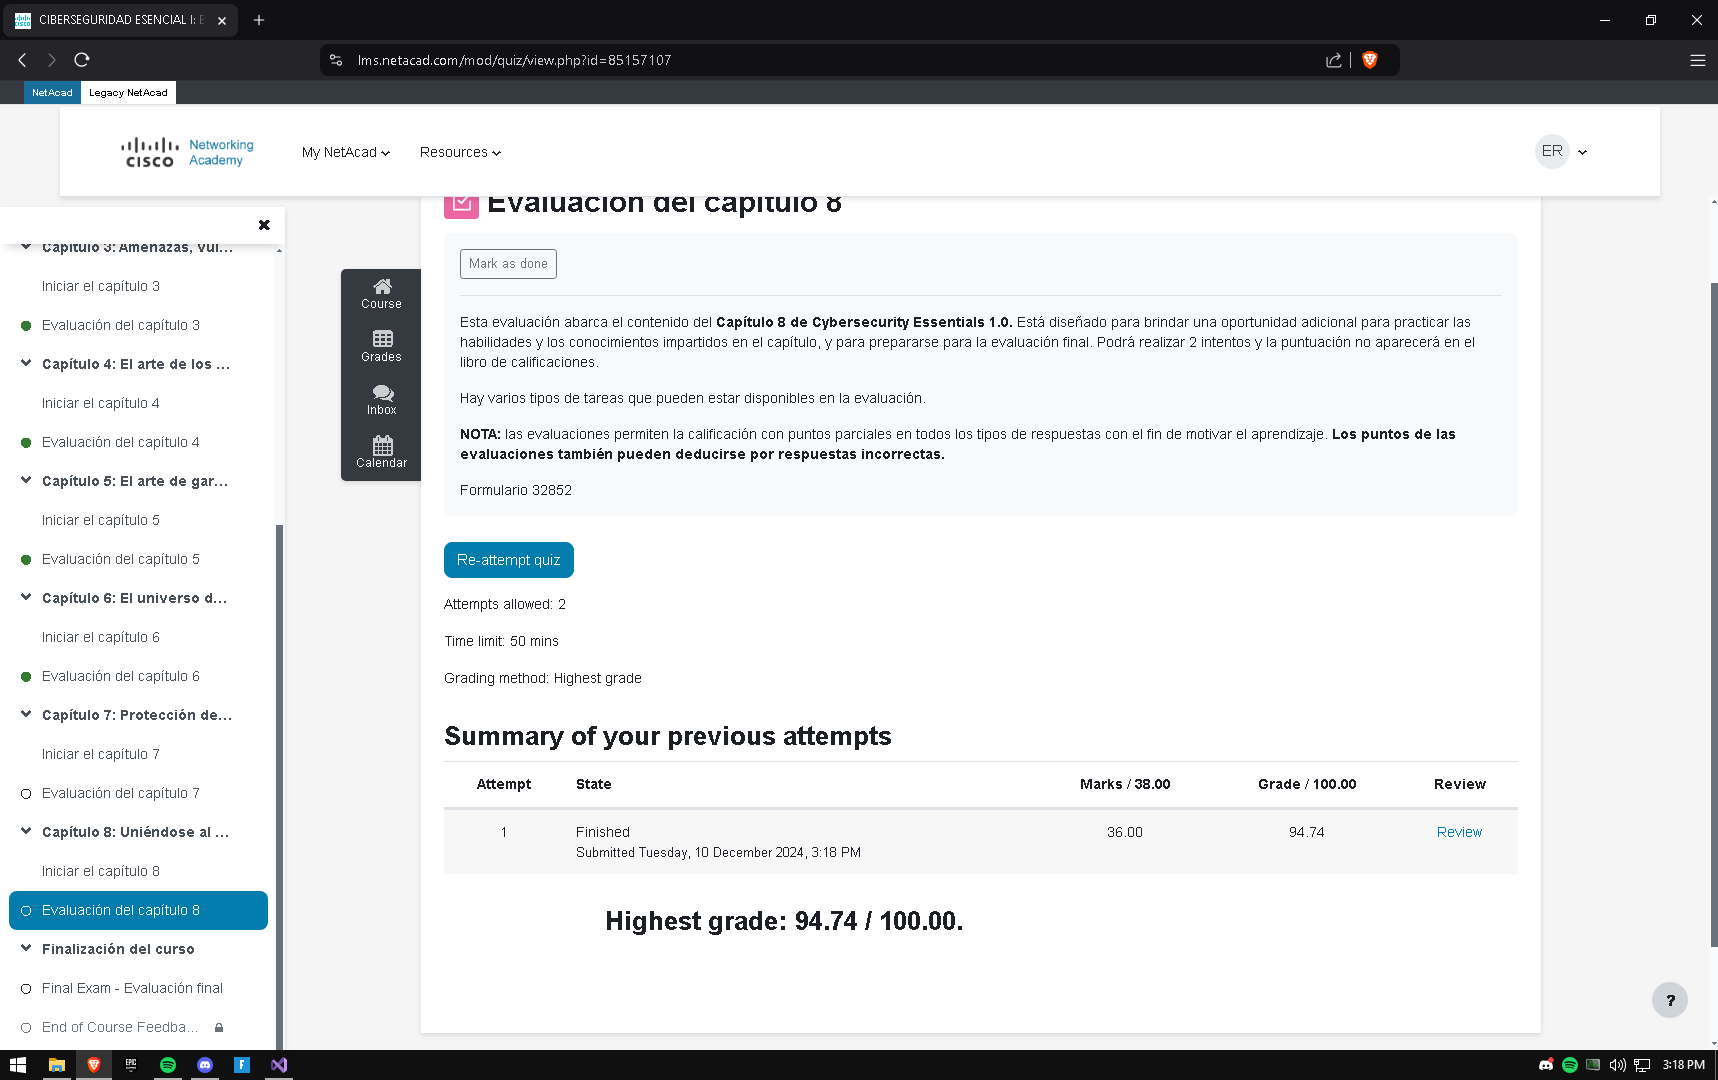 CIBERSEGURIDAD ESENCIAL I: E
lms.netacad.com/mod/quiz/view.php?id=85157107
NetAcad
Legacy NetAcad
CISCO
Networking
Academy
My NetAcad
Resources
ER
Capítulo 3: Amenazas, vul...
Iniciar el capítulo 3
Evaluación del capítulo 3
Capítulo 4: El arte de los ...
Iniciar el capítulo 4
Evaluación del capítulo 4
Capítulo 5: El arte de gar...
Iniciar el capítulo 5
Evaluación del capítulo 5
Capítulo 6: El universo d...
Iniciar el capítulo 6
Evaluación del capítulo 6
Capítulo 7: Protección de...
Iniciar el capítulo 7
Evaluación del capítulo 7
Capítulo 8: Uniéndose al ...
Iniciar el capítulo 8
Evaluación del capítulo 8
Finalización del curso
Final Exam - Evaluación final
End of Course Feedba...
Course
Grades
Inbox
Calendar
Evaluación del capítulo 8
Mark as done
Esta evaluación abarca el contenido del Capítulo 8 de Cybersecurity Essentials 1.0. Está diseñado para brindar una oportunidad adicional para practicar las
habilidades y los conocimientos impartidos en el capítulo, y para prepararse para la evaluación final. Podrá realizar 2 intentos y la puntuación no aparecerá en el
libro de calificaciones.
Hay varios tipos de tareas que pueden estar disponibles en la evaluación.
NOTA: las evaluaciones permiten la calificación con puntos parciales en todos los tipos de respuestas con el fin de motivar el aprendizaje. Los puntos de las
evaluaciones también pueden deducirse por respuestas incorrectas.
Formulario 32852
Re-attempt quiz
Attempts allowed: 2
Time limit: 50 mins
Grading method: Highest grade
Summary of your previous attempts
Attempt State Marks / 38.00 Grade / 100.00 Review
1 Finished 36.00 94.74 Review
Submitted Tuesday, 10 December 2024, 3:18 PM
Highest grade: 94.74 / 100.00.
?
EPIC
F
3:18 PM